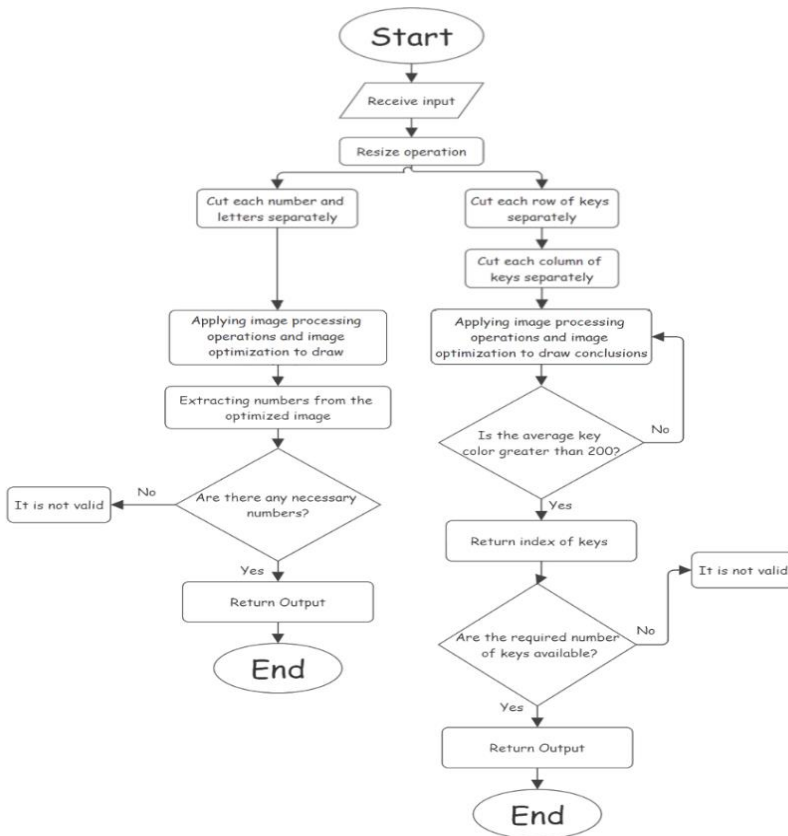 Start
Receive input
Resize operation
Cut each number and
letters separately
Cut each row of keys
separately
Cut each column of
keys separately
Applying image processing
operations and image
optimization to draw
Applying image processing
operations and image
optimization to draw conclusions
Extracting numbers from the
optimized image
Is the average key
color greater than 200?
No
Are there any necessary
numbers?
No
It is not valid
Yes
Yes
Return index of keys
It is not valid
Return Output
Are the required number
of keys available?
No
End
Yes
Return Output
End